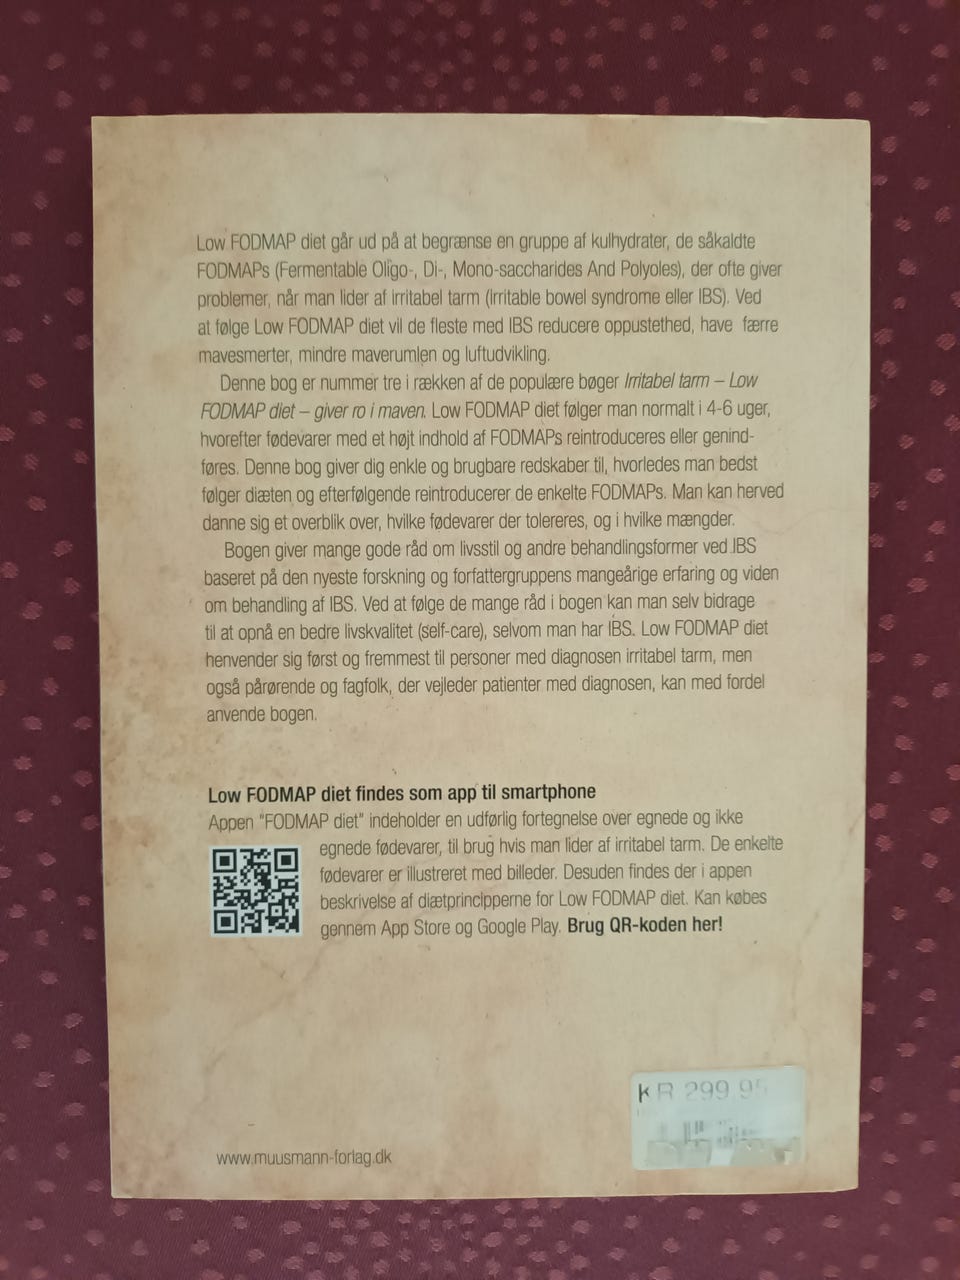 Low FODMAP diet går ud på at begrænse en gruppe af kulhydrater, de såkaldte
FODMAPs (Fermentable Oligo-, Di-, Mono-saccharides And Polyoles), der ofte giver
problemer, når man lider af irritabel tarm (Irritable bowel syndrome eller IBS). Ved
at følge Low FODMAP diet vil de fleste med IBS reducere oppustethed, have færre
mavesmerter, mindre maverumlen og luftudvikling.
Denne bog er nummer tre i rækken af de populære bøger Irritabel tarm – Low
FODMAP diet – giver ro i maven. Low FODMAP diet følger man normalt i 4-6 uger,
hvorefter fødevarer med et højt indhold af FODMAPs reintroduceres eller genind-
føres. Denne bog giver dig enkle og brugbare redskaber til, hvorledes man bedst
følger diæten og efterfølgende reintroducerer de enkelte FODMAPs. Man kan herved
danne sig et overblik over, hvilke fødevarer der tolereres, og i hvilke mængder.
Bogen giver mange gode råd om livsstil og andre behandlingsformer ved IBS
baseret på den nyeste forskning og forfattergruppens mangeårige erfaring og viden
om behandling af IBS. Ved at følge de mange råd i bogen kan man selv bidrage
til at opnå en bedre livskvalitet (self-care), selvom man har IBS. Low FODMAP diet
henvender sig først og fremmest til personer med diagnosen irritabel tarm, men
også pårørende og fagfolk, der vejleder patienter med diagnosen, kan med fordel
anvende bogen.
Low FODMAP diet findes som app til smartphone
Appen "FODMAP diet" indeholder en udførlig fortegnelse over egnede og ikke
egnede fødevarer, til brug hvis man lider af irritabel tarm. De enkelte
fødevarer er illustreret med billeder. Desuden findes der i appen
beskrivelse af diætprincipperne for Low FODMAP diet. Kan købes
gennem App Store og Google Play. Brug QR-koden her!
KR 299.95
www.muusmann-forlag.dk